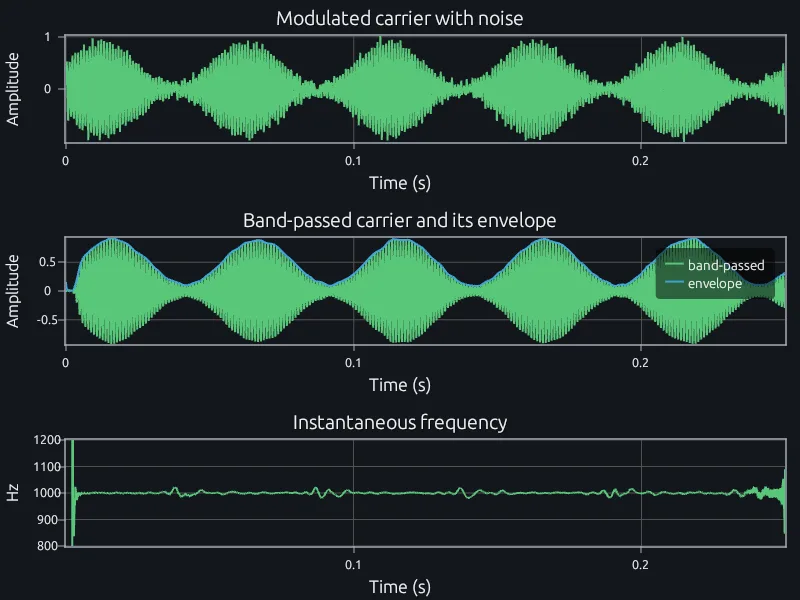 Modulated carrier with noise
Amplitude
1
0
0
0.1
0.2
Time (s)
Band-passed carrier and its envelope
Amplitude
0.5
0
-0.5
band-passed
envelope
0
0.1
0.2
Time (s)
Instantaneous frequency
Hz
1200
1100
1000
900
800
0.1
0.2
Time (s)